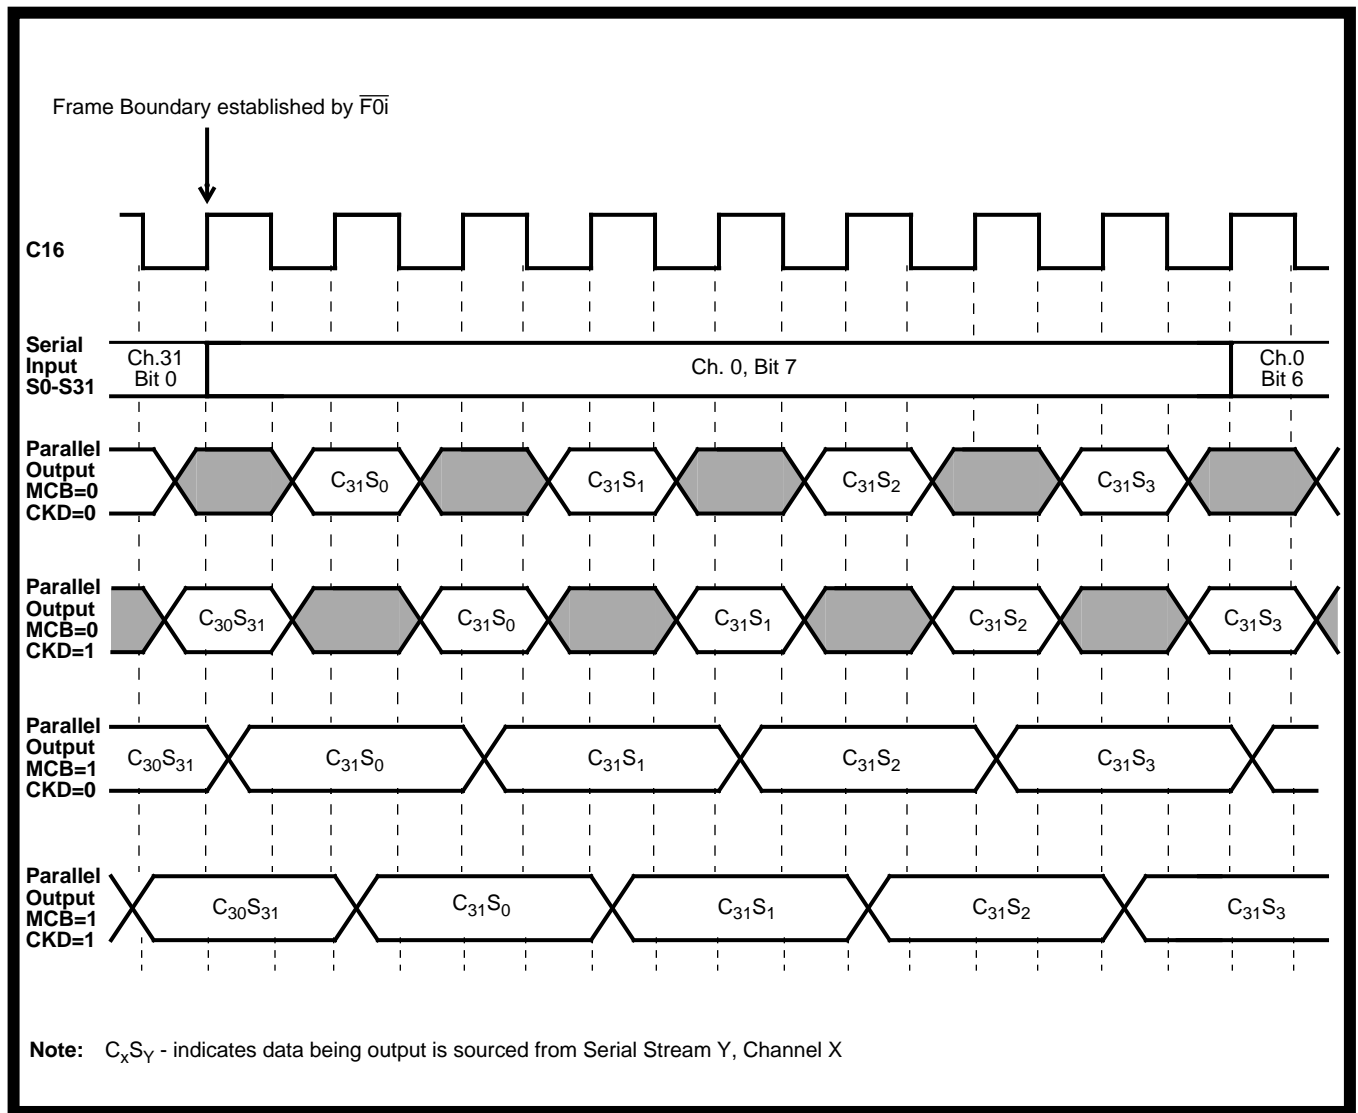 Frame Boundary established by F0i
C16
Serial
Input
S0-S31
Ch.31
Bit 0
Ch. 0, Bit 7
Ch.0
Bit 6
Parallel
Output
MCB=0
CKD=0
C31S0
C31S1
C31S2
C31S3
Parallel
Output
MCB=0
CKD=1
C30S31
C31S0
C31S1
C31S2
C31S3
Parallel
Output
MCB=1
CKD=0
C30S31
C31S0
C31S1
C31S2
C31S3
Parallel
Output
MCB=1
CKD=1
C30S31
C31S0
C31S1
C31S2
C31S3
Note: CxSY - indicates data being output is sourced from Serial Stream Y, Channel X